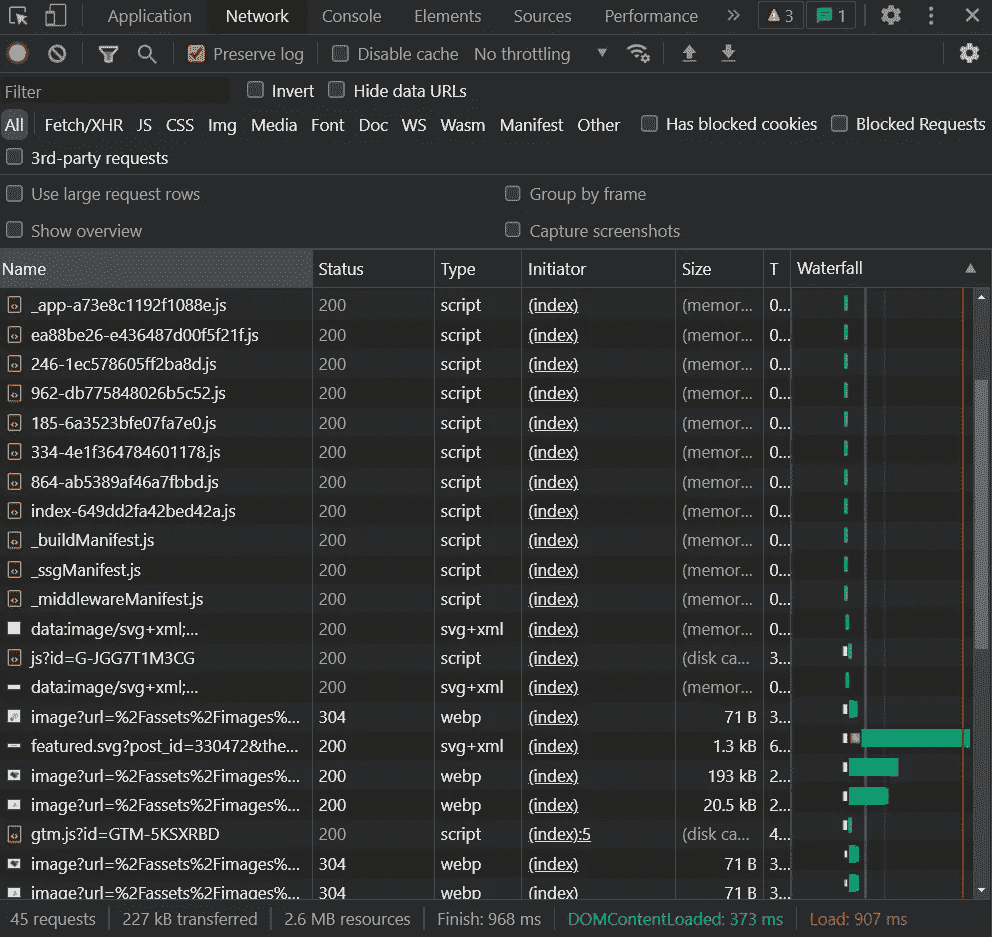 Application Network Console Elements Sources Performance » 3 1
Preserve log Disable cache No throttling
Filter Invert Hide data URLs
All Fetch/XHR JS CSS Img Media Font Doc WS Wasm Manifest Other Has blocked cookies Blocked Requests
3rd-party requests
Use large request rows Group by frame
Show overview Capture screenshots
Name Status Type Initiator Size T Waterfall
_app-a73e8c1192f1088e.js 200 script (index) (memor... 0...
ea88be26-e436487d00f5f21f.js 200 script (index) (memor... 0...
246-1ec578605ff2ba8d.js 200 script (index) (memor... 0...
962-db775848026b5c52.js 200 script (index) (memor... 0...
185-6a3523bfe07fa7e0.js 200 script (index) (memor... 0...
334-4e1f364784601178.js 200 script (index) (memor... 0...
864-ab5389af46a7fbbd.js 200 script (index) (memor... 0...
index-649dd2fa42bed42a.js 200 script (index) (memor... 0...
_buildManifest.js 200 script (index) (memor... 0...
_ssgManifest.js 200 script (index) (memor... 0...
_middlewareManifest.js 200 script (index) (memor... 0...
data:image/svg+xml;... 200 svg+xml (index) (memor... 0...
js?id=G-JGG7T1M3CG 200 script (index) (disk ca... 3...
data:image/svg+xml;... 200 svg+xml (index) (memor... 0...
image?url=%2Fassets%2Fimages%... 304 webp (index) 71 B 3...
featured.svg?post_id=330472&the... 200 svg+xml (index) 1.3 kB 6...
image?url=%2Fassets%2Fimages%... 200 webp (index) 193 kB 2...
image?url=%2Fassets%2Fimages%... 200 webp (index) 20.5 kB 2...
gtm.js?id=GTM-5KSXRBD 200 script (index):5 (disk ca... 4...
image?url=%2Fassets%2Fimages%... 304 webp (index) 71 B 3...
image?url=%2Fassets%2Fimages%... 304 webp (index) 71 B 3...
45 requests 227 kB transferred 2.6 MB resources Finish: 968 ms DOMContentLoaded: 373 ms Load: 907 ms